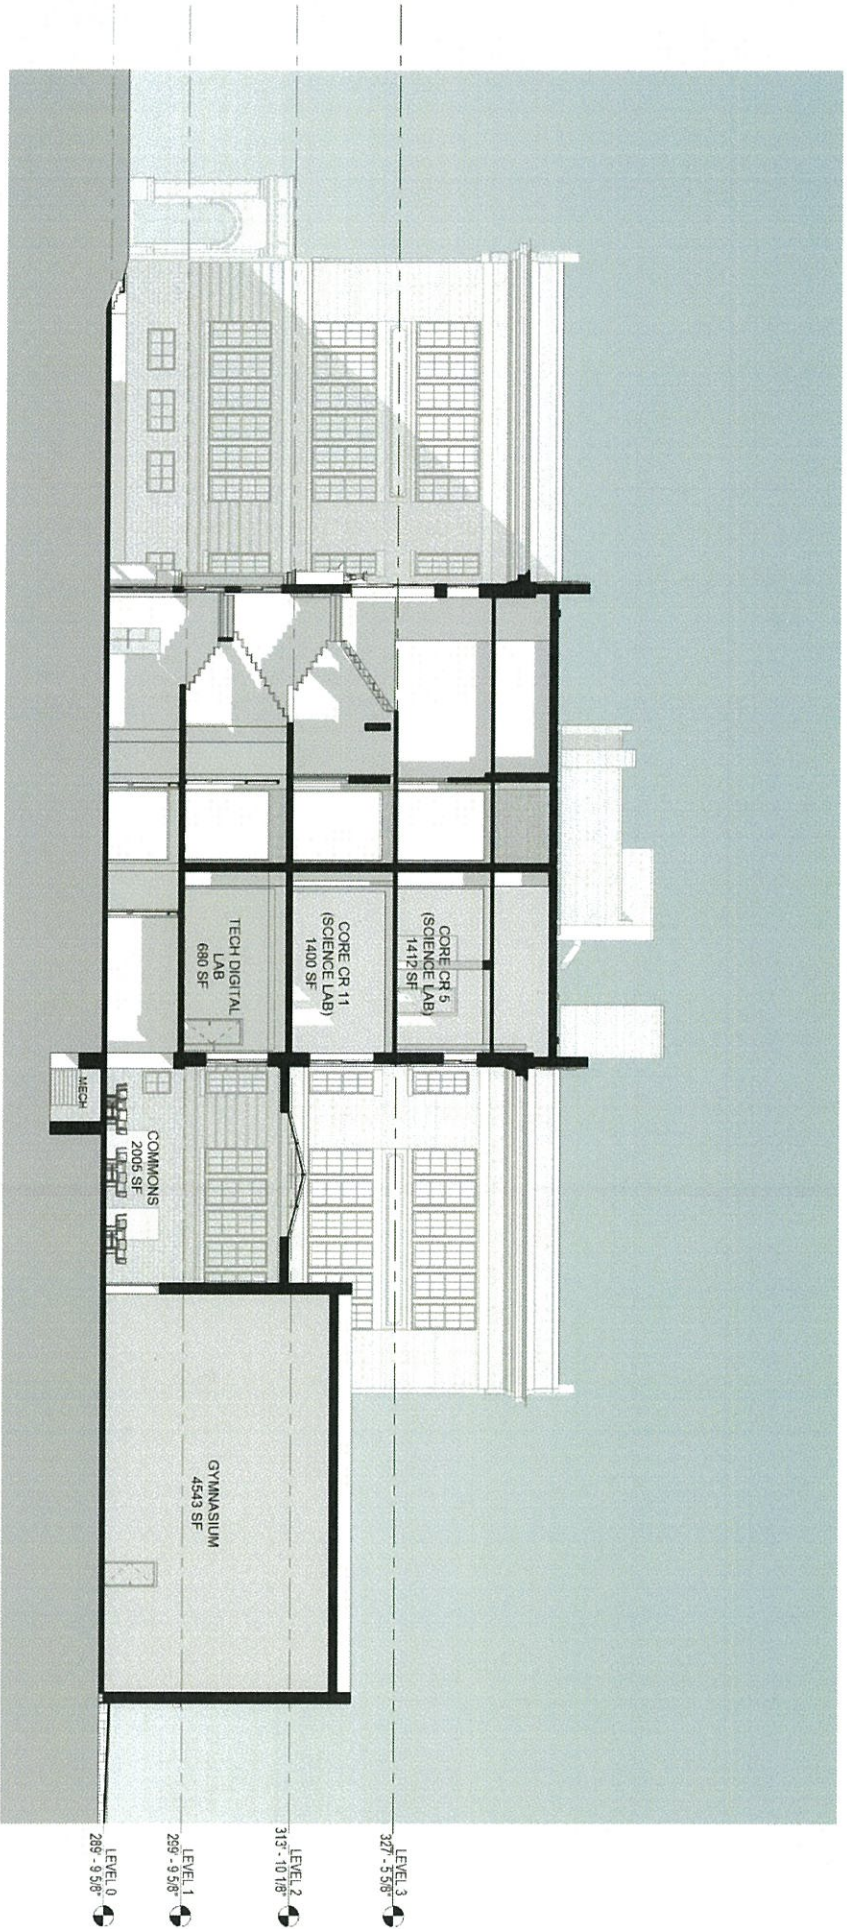 CORE CR 5
(SCIENCE LAB)
1412 SF
CORE CR 11
(SCIENCE LAB)
1400 SF
TECH DIGITAL
LAB
680 SF
MECH
COMMONS
2005 SF
GYMNASIUM
4543 SF
LEVEL 3
327' - 5 5/8"
LEVEL 2
313' - 10 1/8"
LEVEL 1
299' - 9 5/8"
LEVEL 0
289' - 9 5/8"